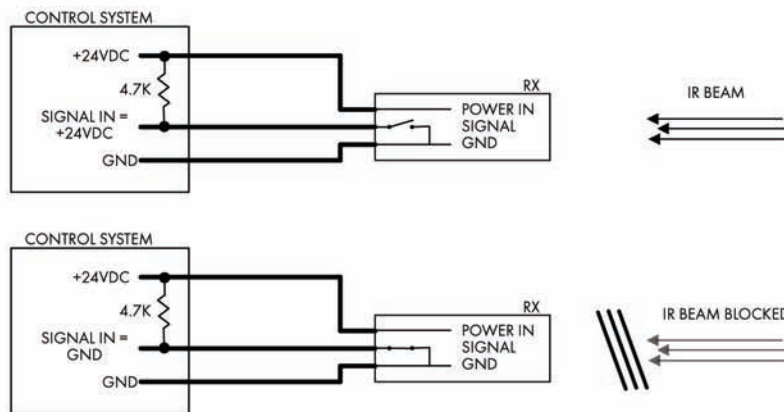 CONTROL SYSTEM
+24VDC
4.7K
SIGNAL IN =
+24VDC
GND
RX
POWER IN
SIGNAL
GND
IR BEAM
CONTROL SYSTEM
+24VDC
4.7K
SIGNAL IN =
GND
GND
RX
POWER IN
SIGNAL
GND
IR BEAM BLOCKED